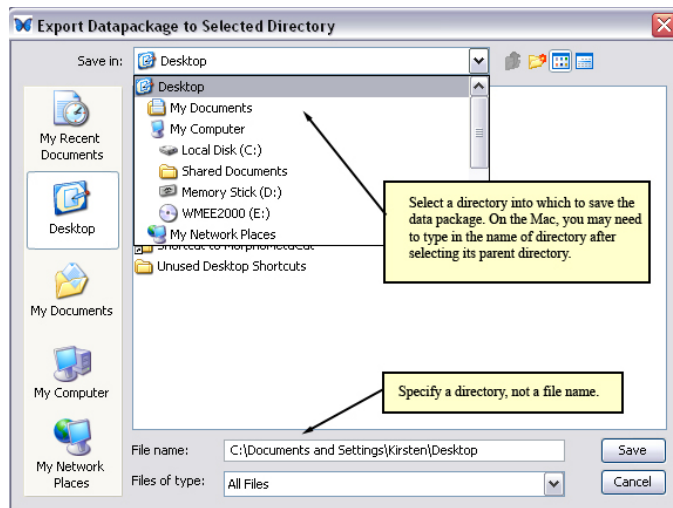 Export Datapackage to Selected Directory
Save in:
Desktop
Desktop
My Documents
My Computer
Local Disk (C:)
Shared Documents
Memory Stick (D:)
WMEE2000 (E:)
My Network Places
Unused Desktop Shortcuts
My Recent
Documents
Desktop
My Documents
My Computer
My Network
Places
Select a directory into which to save the
data package. On the Mac, you may need
to type in the name of directory after
selecting its parent directory.
Specify a directory, not a file name.
File name:
C:\Documents and Settings\Kirsten\Desktop
Save
Files of type:
All Files
Cancel